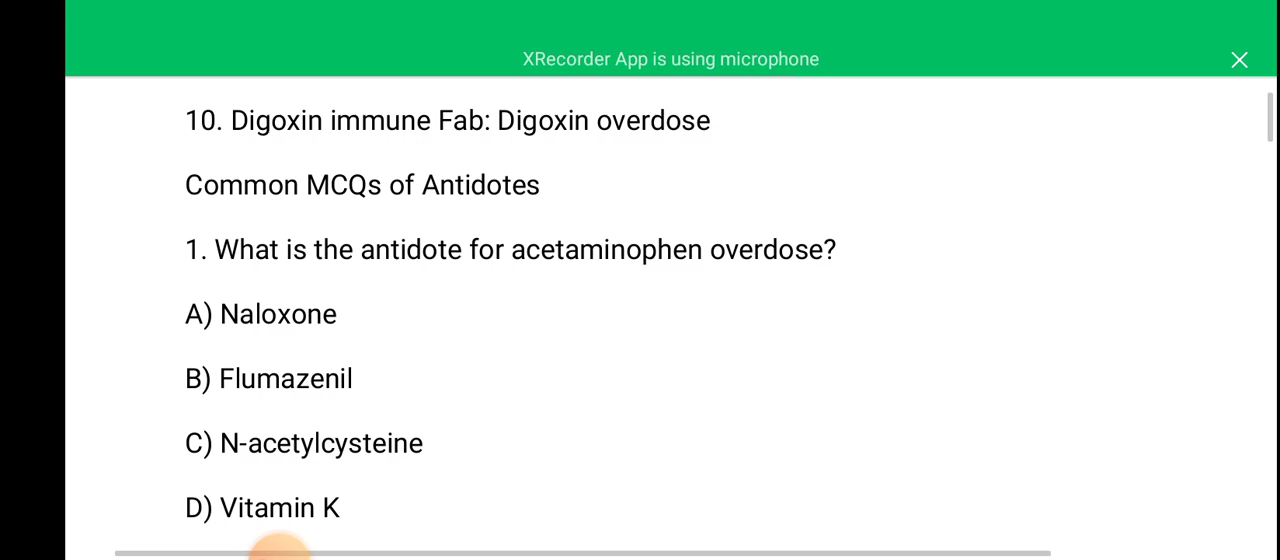 XRecorder App is using microphone
10. Digoxin immune Fab: Digoxin overdose
Common MCQs of Antidotes
1. What is the antidote for acetaminophen overdose?
A) Naloxone
B) Flumazenil
C) N-acetylcysteine
D) Vitamin K